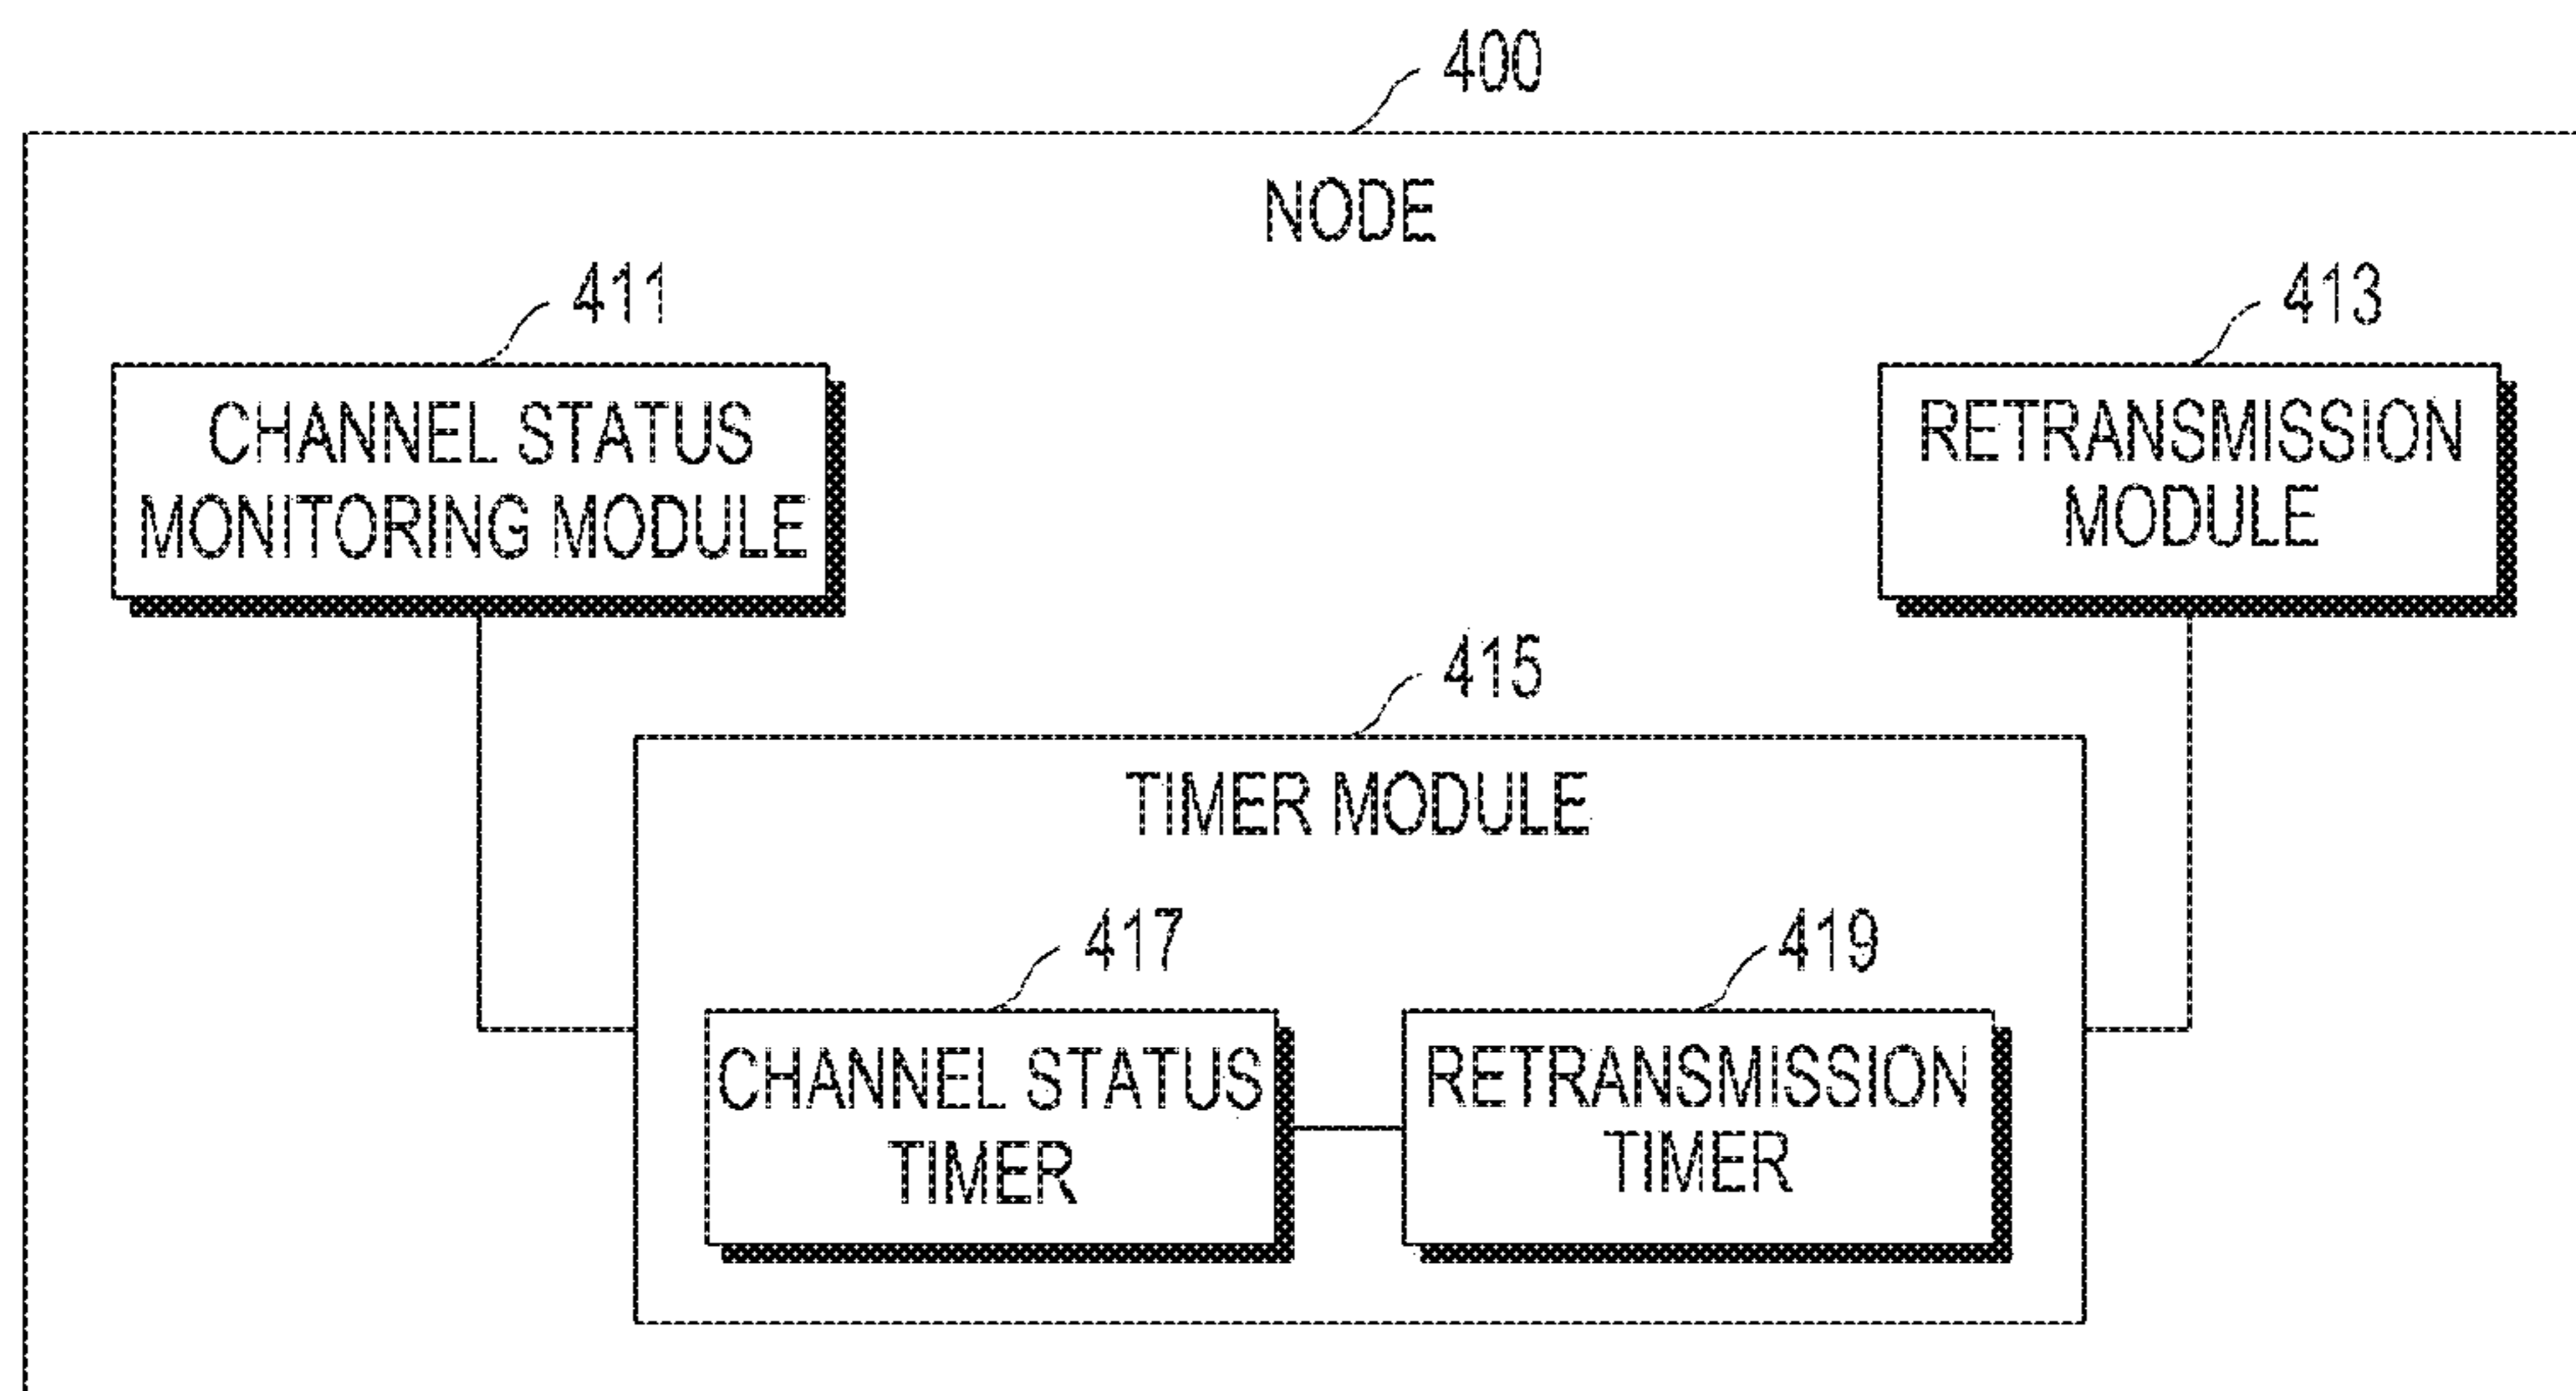 400
NODE
411
413
CHANNEL STATUS
MONITORING MODULE
RETRANSMISSION
MODULE
415
TIMER MODULE
417
419
CHANNEL STATUS
TIMER
RETRANSMISSION
TIMER